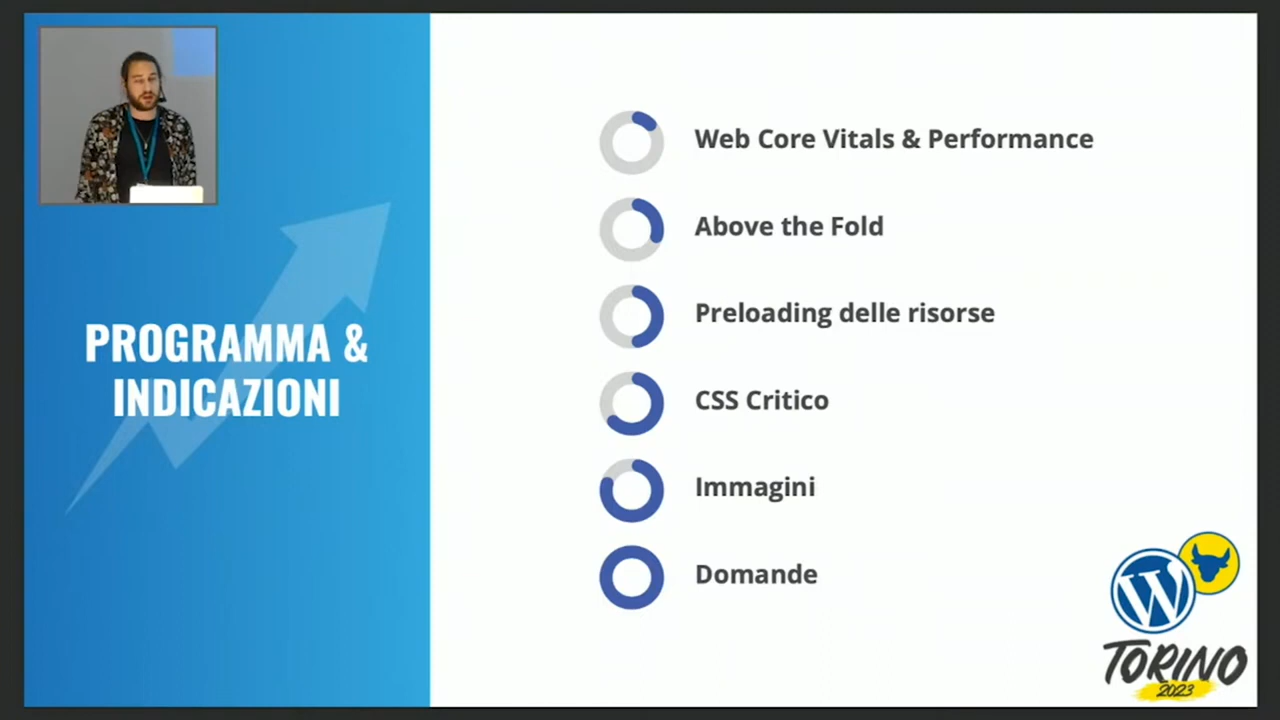 PROGRAMMA &
INDICAZIONI
Web Core Vitals & Performance
Above the Fold
Preloading delle risorse
CSS Critico
Immagini
Domande
W
TORINO
2023